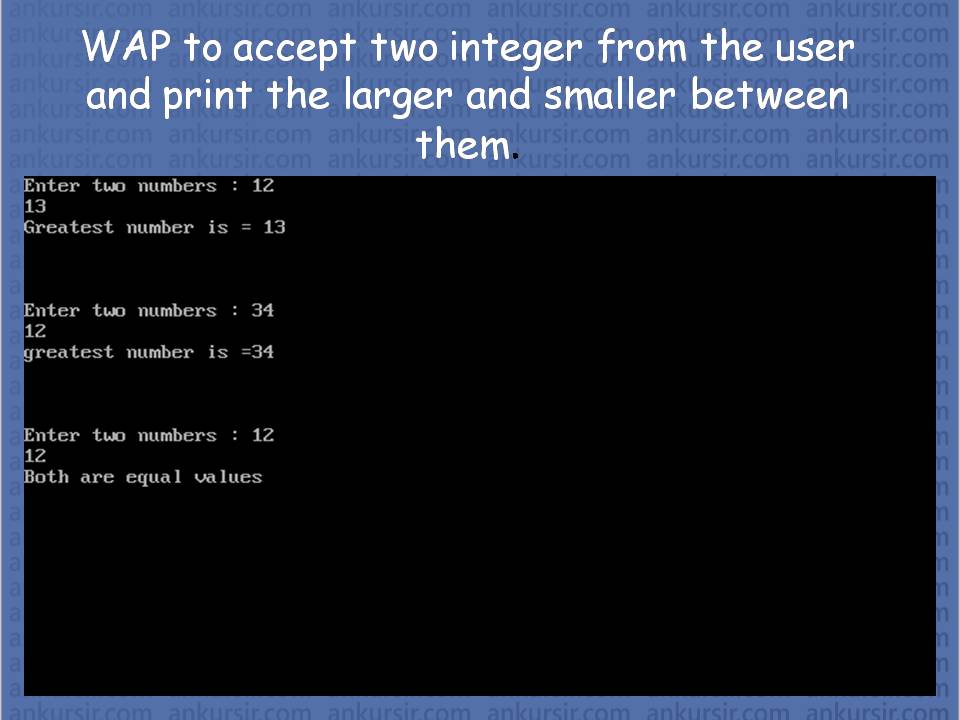 WAP to accept two integer from the user
and print the larger and smaller between
them.
Enter two numbers : 12
13
Greatest number is = 13
Enter two numbers : 34
12
greatest number is =34
Enter two numbers : 12
12
Both are equal values
ankursir.com